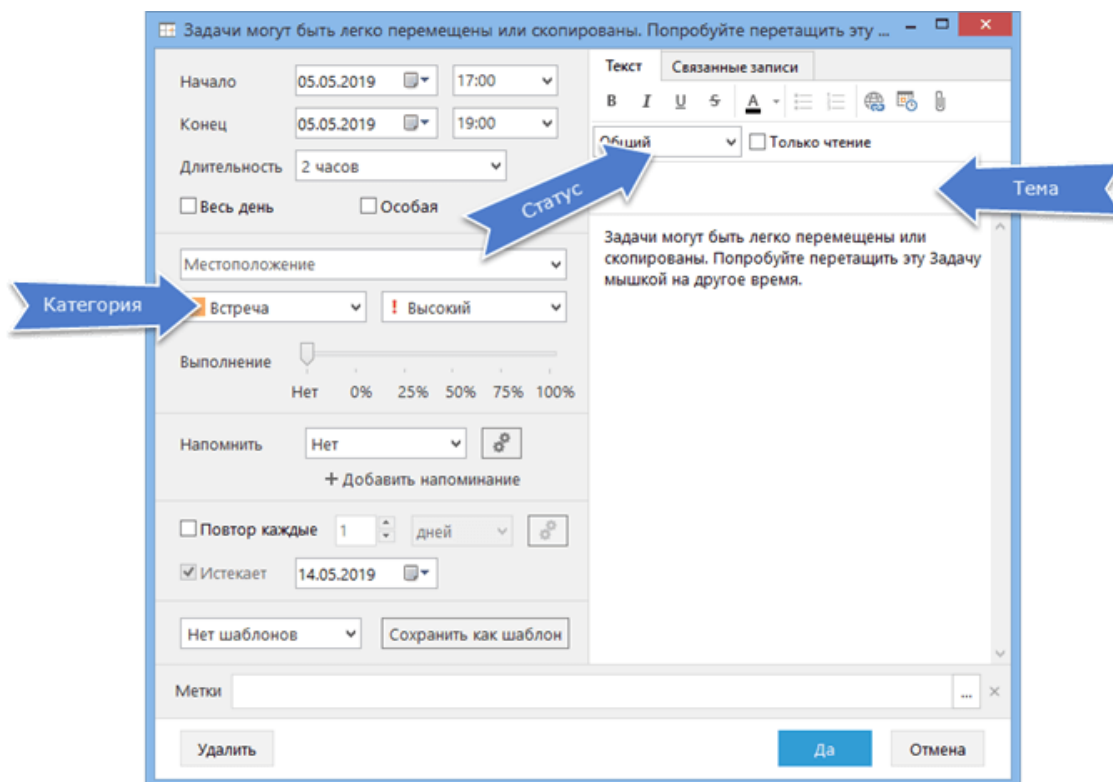 Задачи могут быть легко перемещены или скопированы. Попробуйте перетащить эту ...
Начало 05.05.2019 17:00
Конец 05.05.2019 19:00
Длительность 2 часов
Весь день Особая
Местоположение
Категория
Встреча ! Высокий
Выполнение
Нет 0% 25% 50% 75% 100%
Напомнить Нет
+ Добавить напоминание
Повтор каждые 1 дней
Истекает 14.05.2019
Нет шаблонов Сохранить как шаблон
Текст Связанные записи
B I U S A
Общий Только чтение
Статус
Тема
Задачи могут быть легко перемещены или
скопированы. Попробуйте перетащить эту Задачу
мышкой на другое время.
Метки ...
Удалить Да Отмена